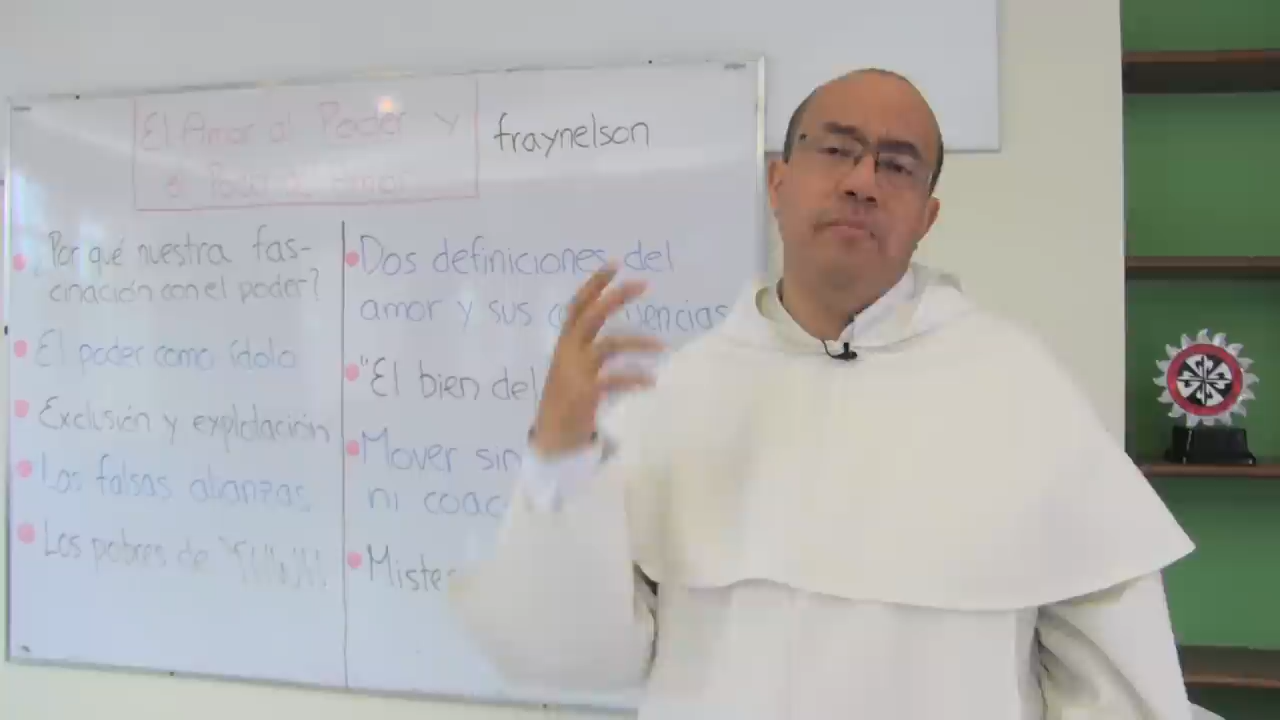 El Amor al Poder y
el Poder del Amor
fraynelson
Por qué nuestra fas-
cinación con el poder?
El poder como ídolo
Exclusión y explotación
Las falsas alianzas
Los pobres de
Dos definiciones del
amor y sus
"El bien del
Mover sin
ni coac
Miste